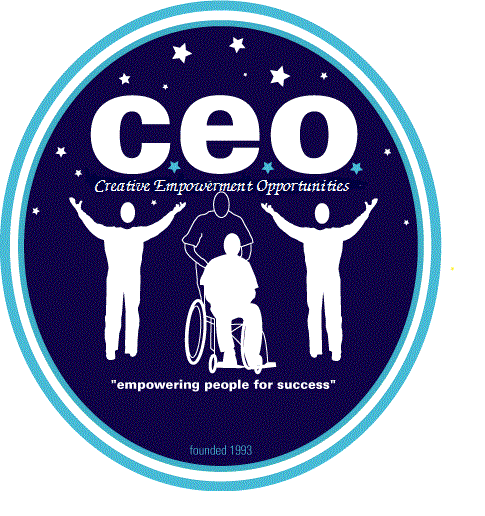 ceo
Creative Empowerment Opportunities
"empowering people for success"
founded 1993